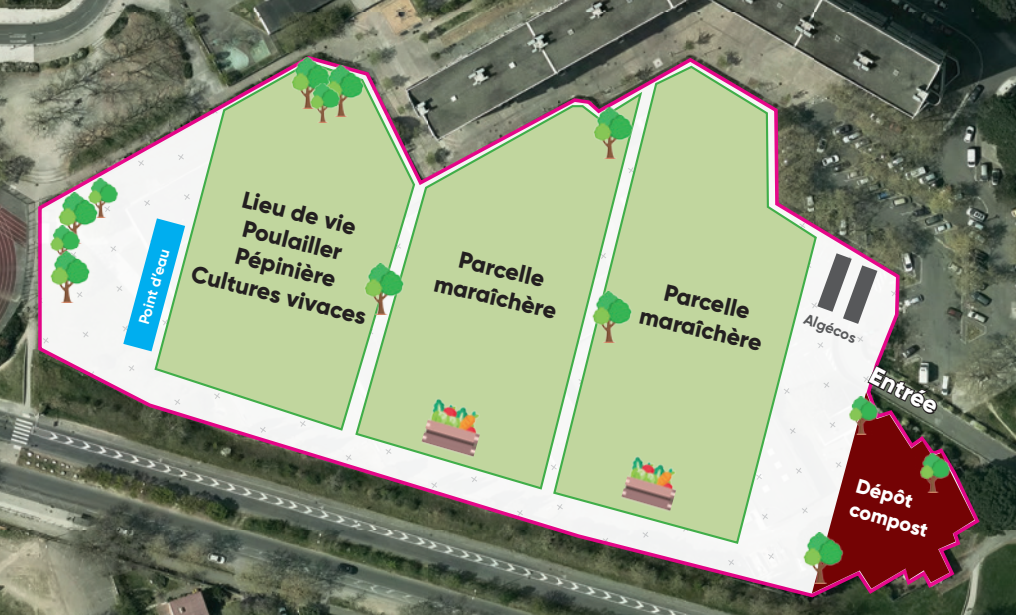 Lieu de vie
Poulailler
Pépinière
Cultures vivaces
Point d'eau
Parcelle
maraîchère
Parcelle
maraîchère
Algécos
Entrée
Dépôt
compost